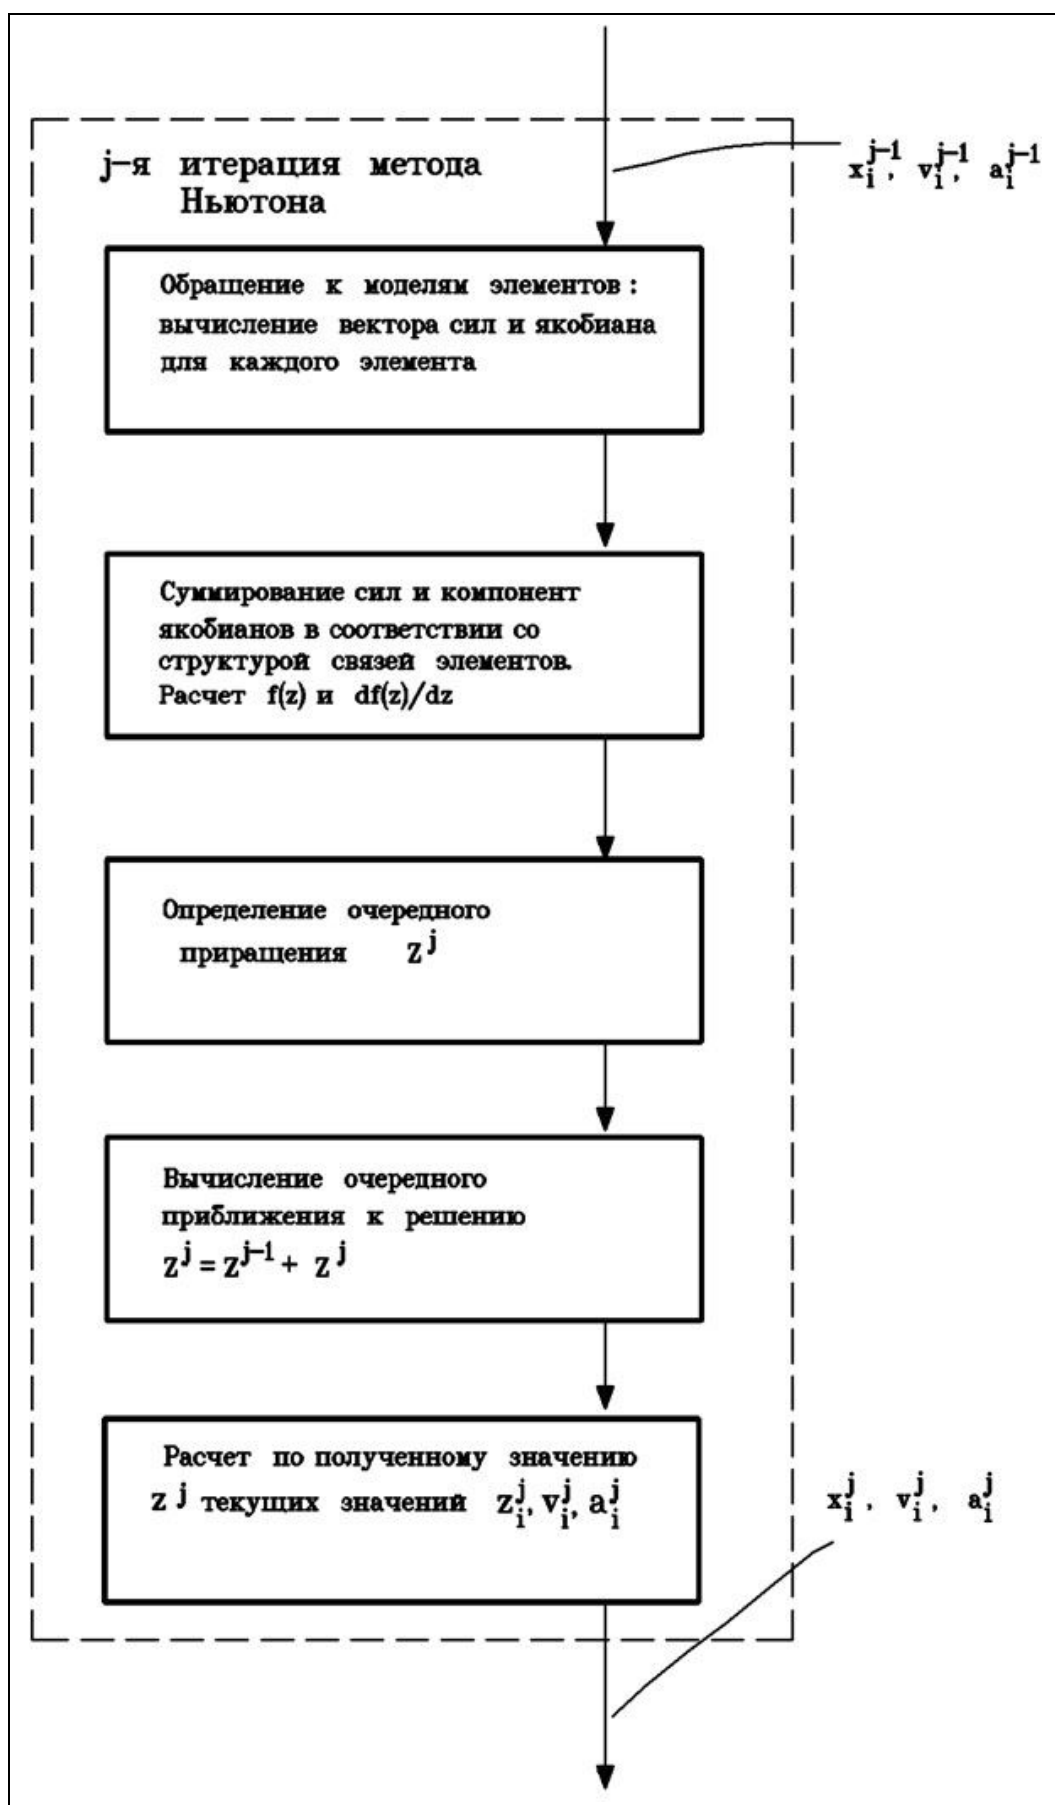 j-я итерация метода
Ньютона
x_i^{j-1}, v_i^{j-1}, a_i^{j-1}
Обращение к моделям элементов :
вычисление вектора сил и якобиана
для каждого элемента
Суммирование сил и компонент
якобианов в соответствии со
структурой связей элементов.
Расчет f(z) и df(z)/dz
Определение очередного
приращения z^j
Вычисление очередного
приближения к решению
z^j = z^{j-1} + z^j
Расчет по полученному значению
z^j текущих значений z_i^j, v_i^j, a_i^j
x_i^j, v_i^j, a_i^j